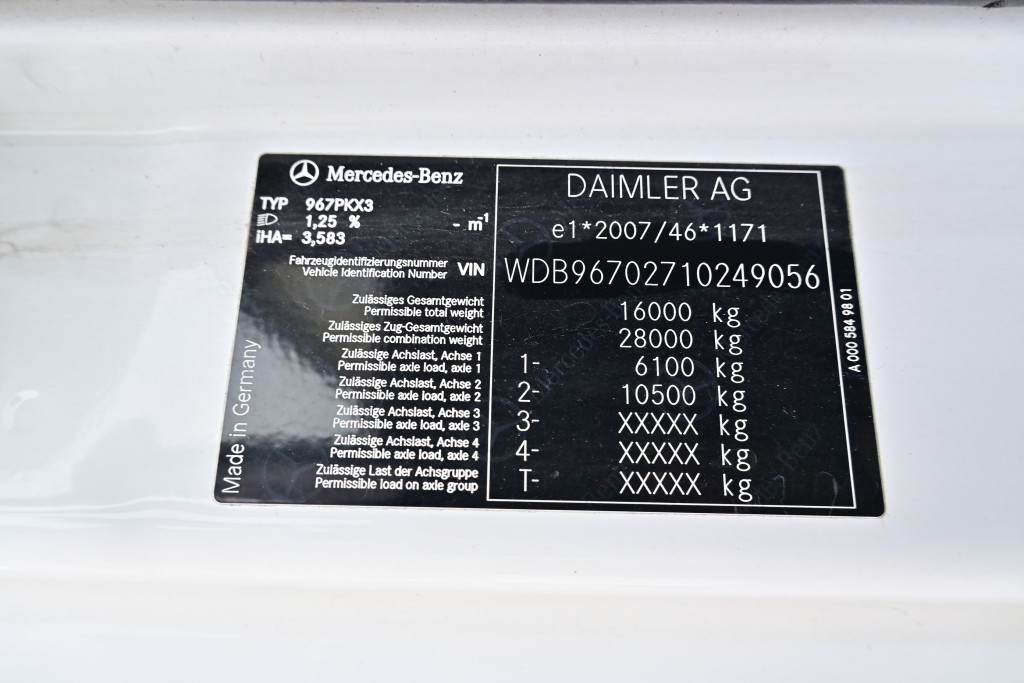 Mercedes-Benz
TYP 967PKX3
1,25 % - m⁻¹
iHA= 3,583
DAIMLER AG
e1*2007/46*1171
Fahrzeugidentifizierungsnummer
Vehicle Identification Number VIN WDB96702710249056
Zulässiges Gesamtgewicht
Permissible total weight 16000 kg
Zulässiges Zug-Gesamtgewicht
Permissible combination weight 28000 kg
Zulässige Achslast, Achse 1
Permissible axle load, axle 1 1- 6100 kg
Zulässige Achslast, Achse 2
Permissible axle load, axle 2 2- 10500 kg
Zulässige Achslast, Achse 3
Permissible axle load, axle 3 3- XXXXX kg
Zulässige Achslast, Achse 4
Permissible axle load, axle 4 4- XXXXX kg
Zulässige Last der Achsgruppe
Permissible load on axle group T- XXXXX kg
Made in Germany
A 000 584 98 01